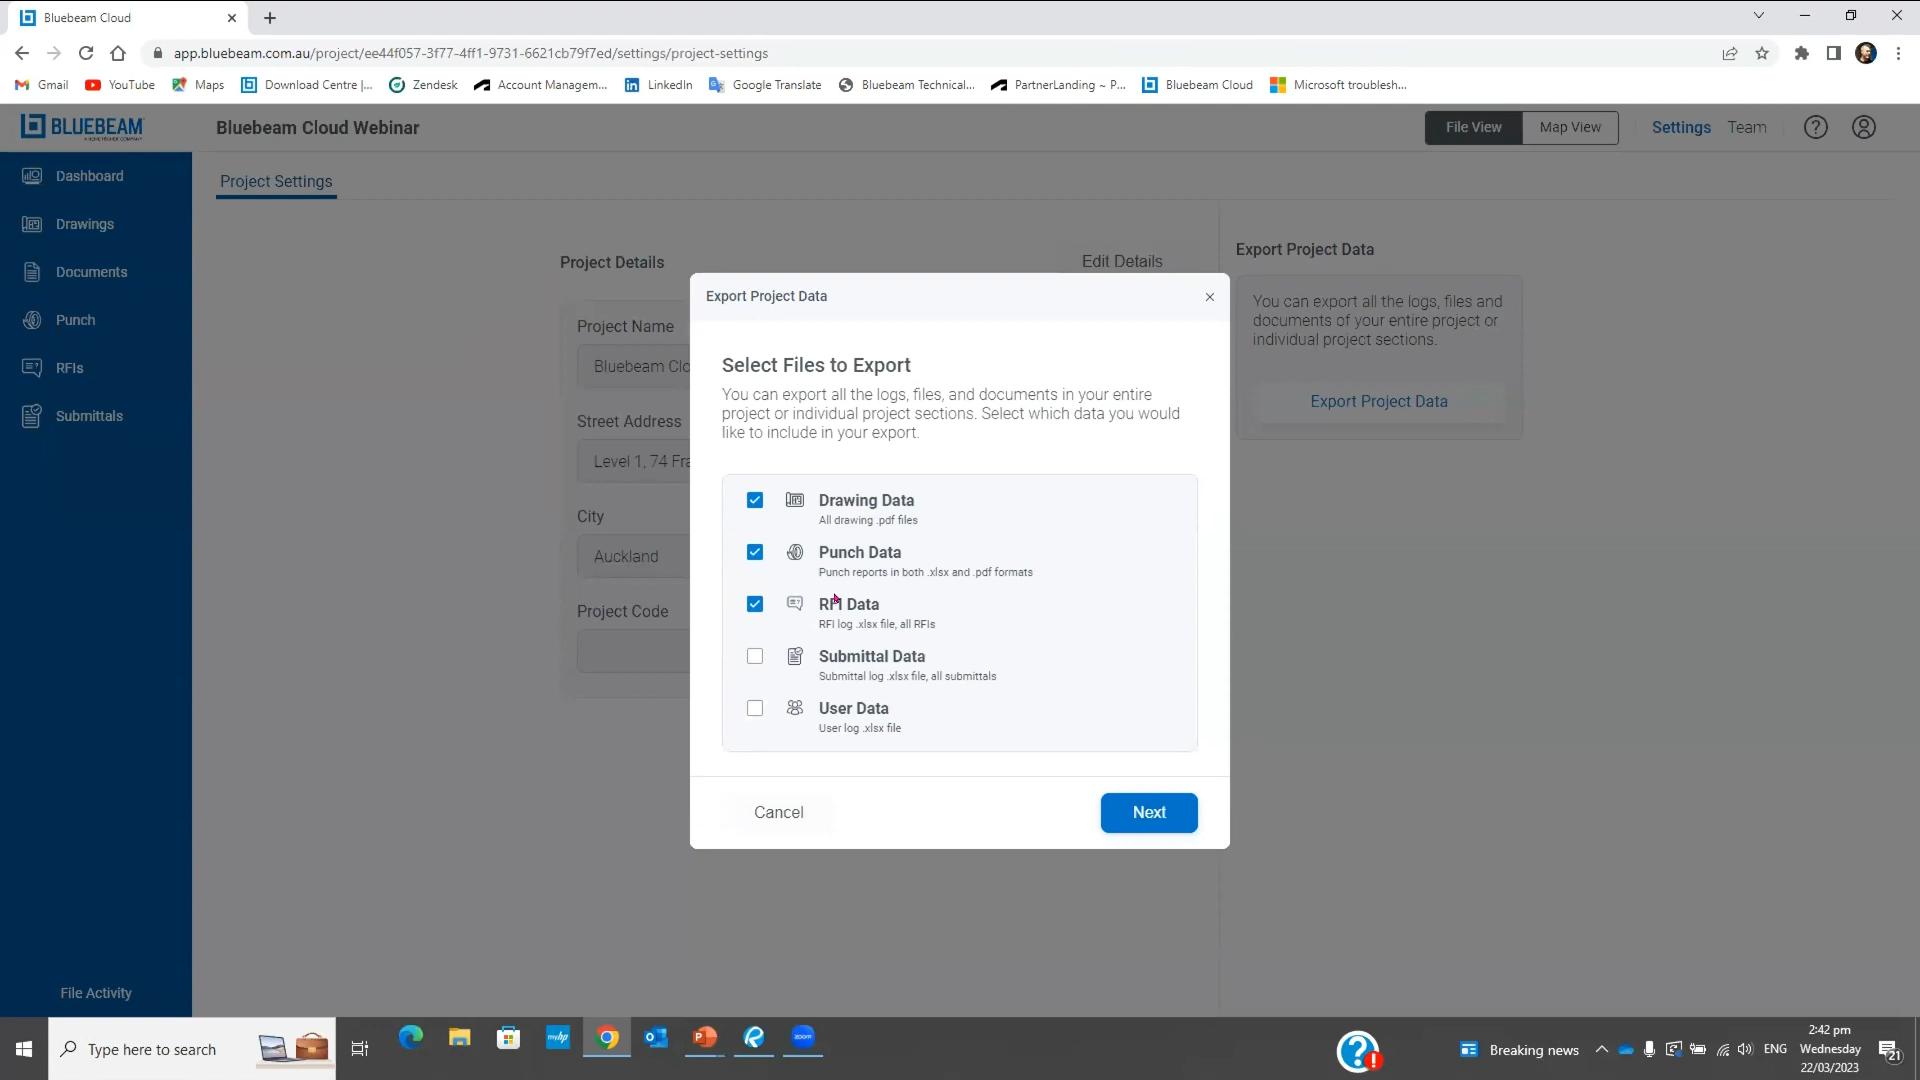 Bluebeam Cloud
app.bluebeam.com.au/project/ee44f057-3f77-4ff1-9731-6621cb79f7ed/settings/project-settings
Gmail YouTube Maps Download Centre |... Zendesk Account Managem... LinkedIn Google Translate Bluebeam Technical... PartnerLanding ~ P... Bluebeam Cloud Microsoft troublesh...
BLUEBEAM
Bluebeam Cloud Webinar
File View Map View Settings Team
Dashboard
Drawings
Documents
Punch
RFIs
Submittals
File Activity
Project Settings
Project Details
Edit Details
Project Name
Bluebeam Clo
Street Address
Level 1, 74 Fra
City
Auckland
Project Code
Export Project Data
You can export all the logs, files and
documents of your entire project or
individual project sections.
Export Project Data
Export Project Data
Select Files to Export
You can export all the logs, files, and documents in your entire
project or individual project sections. Select which data you would
like to include in your export.
Drawing Data
All drawing .pdf files
Punch Data
Punch reports in both .xlsx and .pdf formats
RFI Data
RFI log .xlsx file, all RFIs
Submittal Data
Submittal log .xlsx file, all submittals
User Data
User log .xlsx file
Cancel
Next
Type here to search
myhp
zoom
Breaking news
ENG
2:42 pm
Wednesday
22/03/2023
21